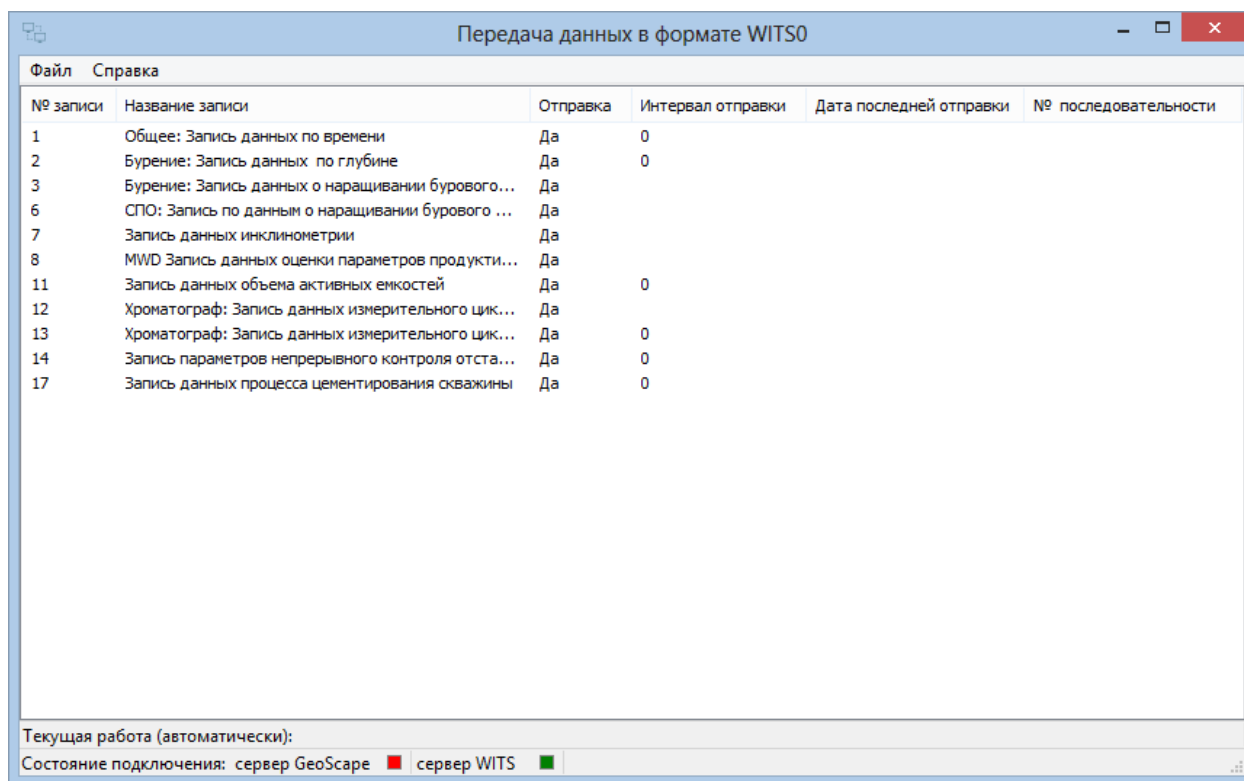 Передача данных в формате WITS0
Файл Справка
№ записи Название записи Отправка Интервал отправки Дата последней отправки № последовательности
1 Общее: Запись данных по времени Да 0
2 Бурение: Запись данных по глубине Да 0
3 Бурение: Запись данных о наращивании бурового... Да
6 СПО: Запись по данным о наращивании бурового ... Да
7 Запись данных инклинометрии Да
8 MWD Запись данных оценки параметров продукти... Да
11 Запись данных объема активных емкостей Да 0
12 Хроматограф: Запись данных измерительного цик... Да
13 Хроматограф: Запись данных измерительного цик... Да 0
14 Запись параметров непрерывного контроля отста... Да 0
17 Запись данных процесса цементирования скважины Да 0
Текущая работа (автоматически):
Состояние подключения: сервер GeoScape сервер WITS